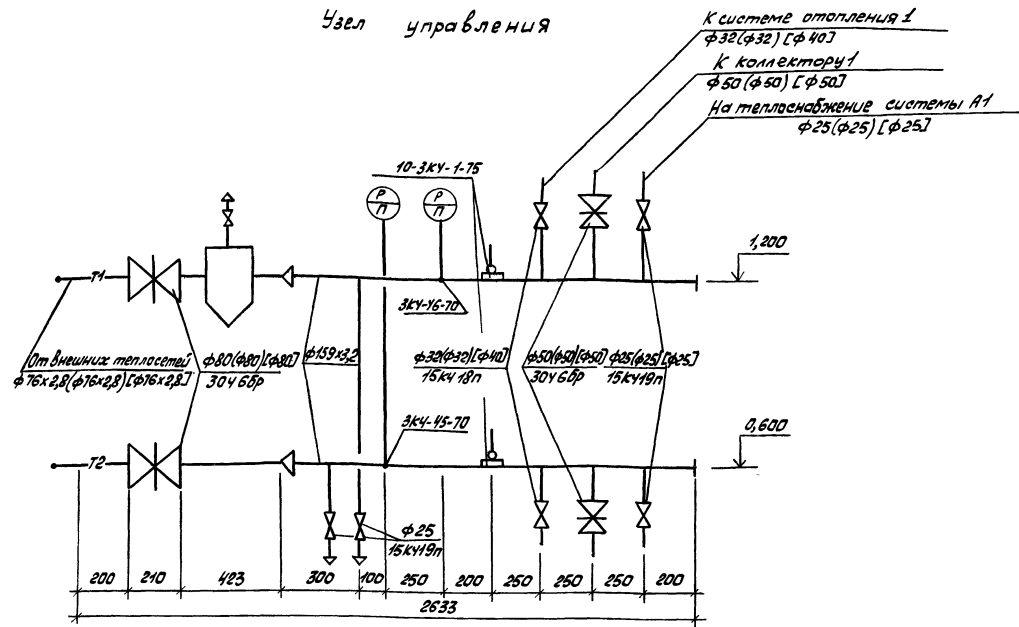 Узел управления
К системе отопления 1
ф32(ф32)[ф40]
К коллектору1
ф50(ф50)[ф50]
На теплоснабжение системы А1
ф25(ф25)[ф25]
10-3КЧ-1-75
Р
П
Р
П
1,200
Т1
3КЧ-46-70
От внешних теплосетей
ф76х2,8(ф76х2,8)[ф76х2,8]
ф80(ф80)[ф80]
30ч6бр
ф159х3,2
ф32(ф32)[ф40]
15кч18п
ф50(ф50)[ф50]
30ч6бр
ф25(ф25)[ф25]
15кч19п
3КЧ-45-70
0,600
Т2
ф25
15кч19п
200 210 423 300 100 250 200 250 250 250 200
2633